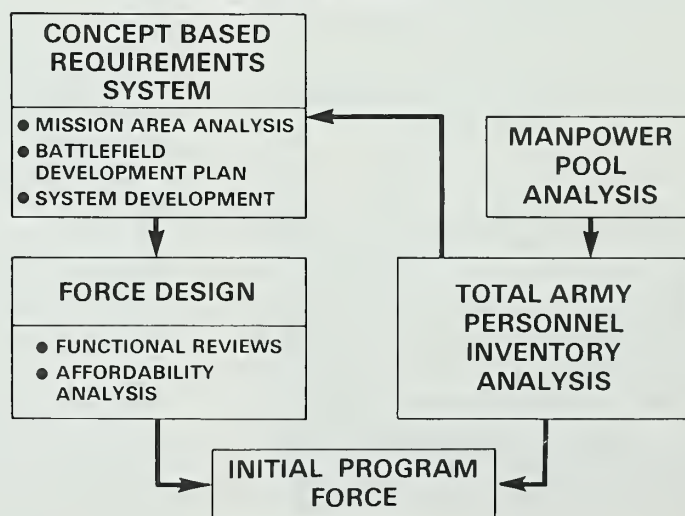 CONCEPT BASED
REQUIREMENTS
SYSTEM
● MISSION AREA ANALYSIS
● BATTLEFIELD
DEVELOPMENT PLAN
● SYSTEM DEVELOPMENT
MANPOWER
POOL
ANALYSIS
FORCE DESIGN
● FUNCTIONAL REVIEWS
● AFFORDABILITY
ANALYSIS
TOTAL ARMY
PERSONNEL
INVENTORY
ANALYSIS
INITIAL PROGRAM
FORCE